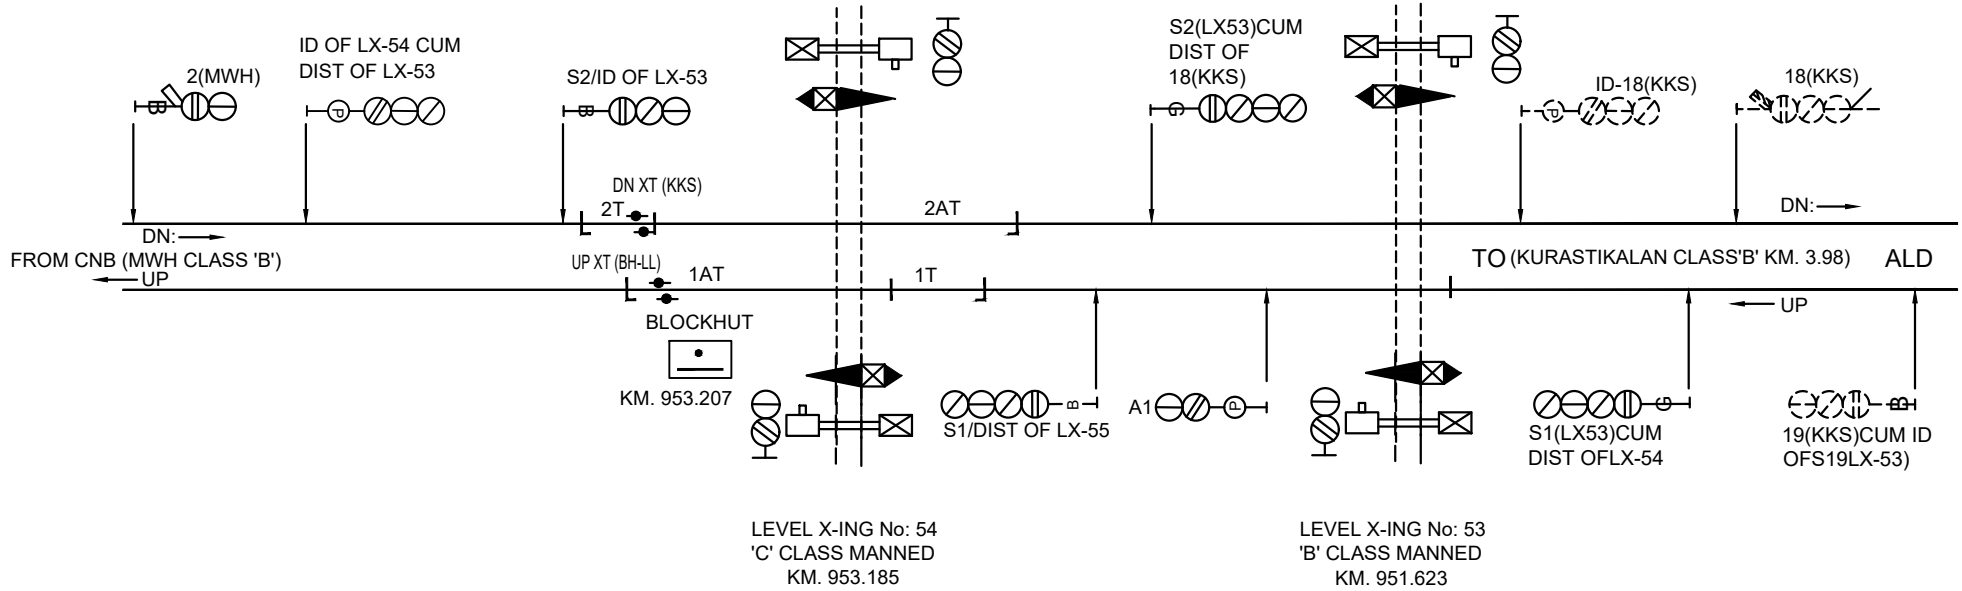 ID OF LX-54 CUM
DIST OF LX-53
2(MWH)
B
P
S2/ID OF LX-53
B
S2(LX53)CUM
DIST OF
18(KKS)
G
ID-18(KKS)
P
18(KKS)
DN XT (KKS)
2T
2AT
DN:
DN:
FROM CNB (MWH CLASS 'B')
UP
UP XT (BH-LL)
1AT
1T
TO (KURASTIKALAN CLASS'B' KM. 3.98) ALD
UP
BLOCKHUT
KM. 953.207
B
S1/DIST OF LX-55
A1
P
G
S1(LX53)CUM
DIST OFLX-54
B
19(KKS)CUM ID
OFS19LX-53)
LEVEL X-ING No: 54
'C' CLASS MANNED
KM. 953.185
LEVEL X-ING No: 53
'B' CLASS MANNED
KM. 951.623